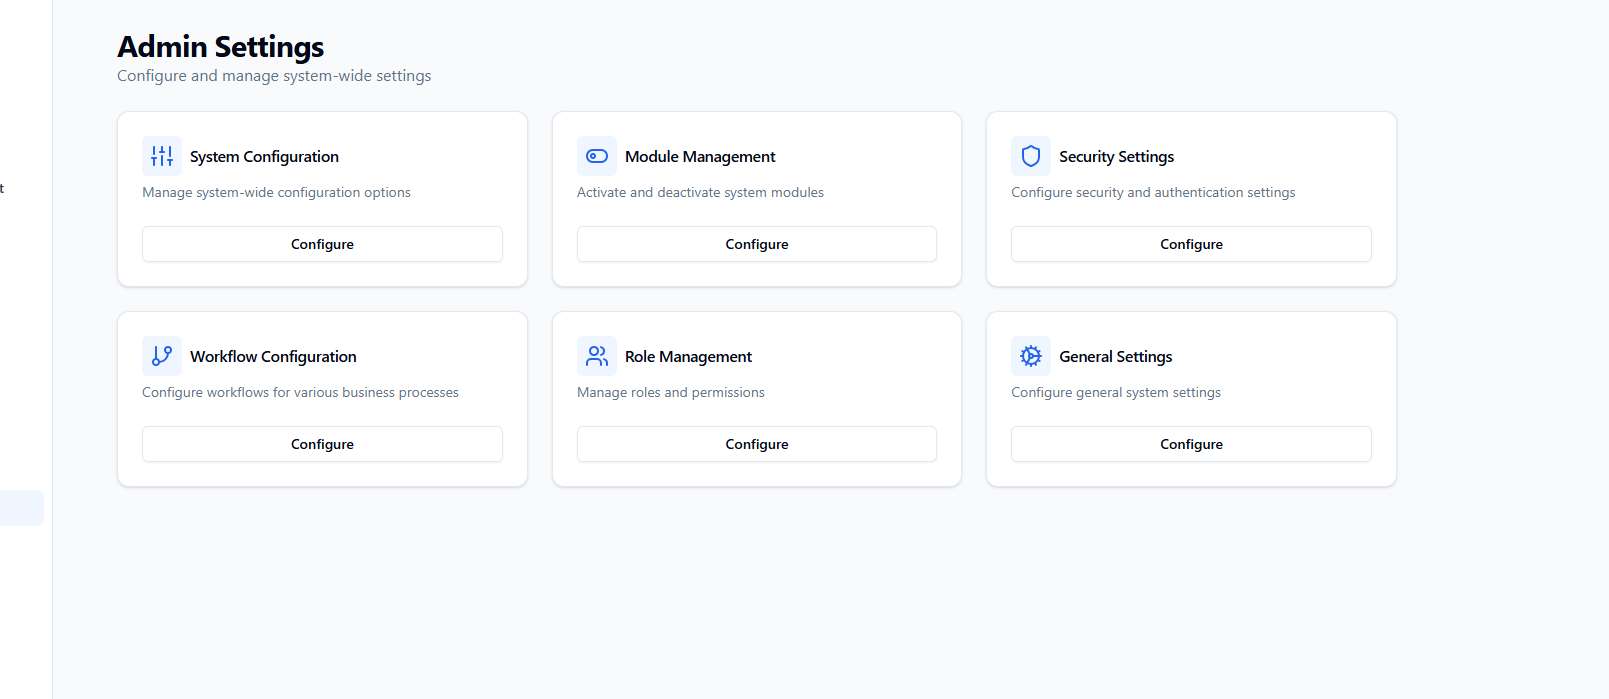 Admin Settings
Configure and manage system-wide settings
System Configuration
Manage system-wide configuration options
Configure
Module Management
Activate and deactivate system modules
Configure
Security Settings
Configure security and authentication settings
Configure
t
Workflow Configuration
Configure workflows for various business processes
Configure
Role Management
Manage roles and permissions
Configure
General Settings
Configure general system settings
Configure